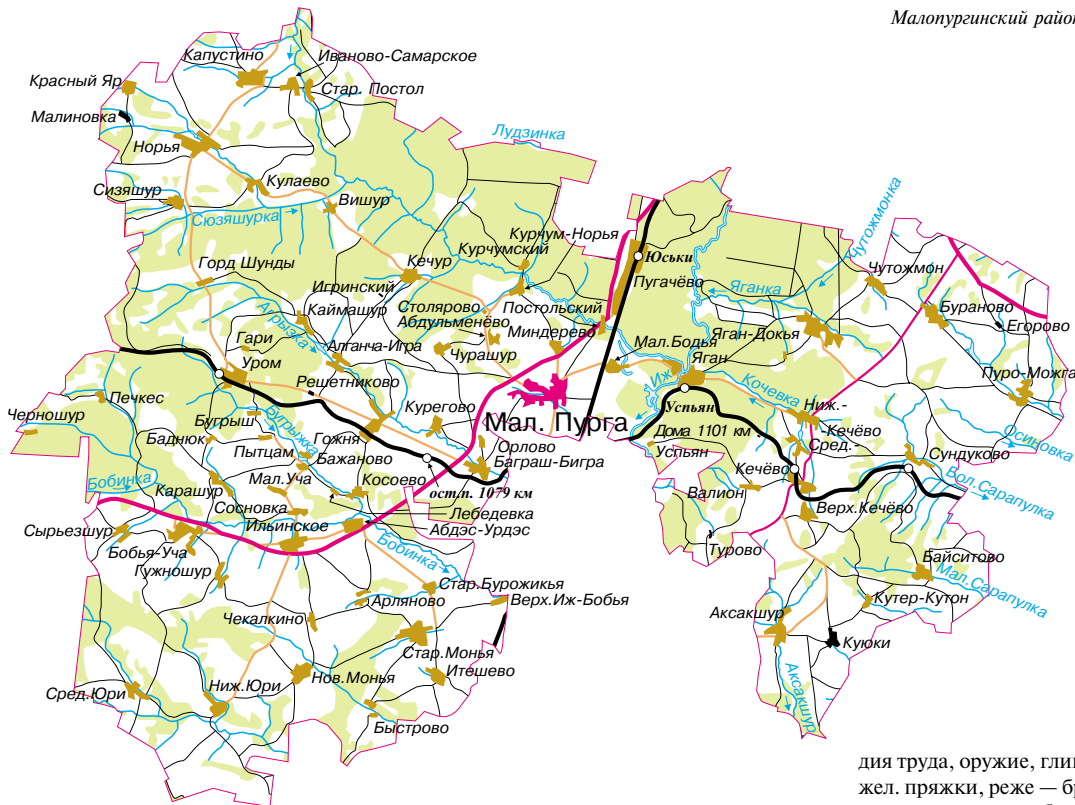 Малопургинский район
Капустино
Иваново-Самарское
Красный Яр
Стар. Постол
Малиновка
Лудзинка
Норья
Кулаево
Сизяшур
Вишур
Сюзяшурка
Курчум-Норья
Курчумский
Чутожмонка
Юськи
Горд Шунды
Кечур
Чутожмон
Пугачёво
Игринский
Яганка
Каймашур
Столярово
Постольский
Бураново
Агрызка
Абдульменёво
Миндерево
Яган-Докья
Егорово
Гари
Алганча-Игра
Чурашур
Мал.Бодья
Уром
Яган
Пуро-Можга
Решетниково
Иж
Кочевка
Печкес
Курегово
Успьян
Ниж.-
Кечёво
Черношур
Бугрыш
Бугрыжка
Мал. Пурга
Дома 1101 км
Осиновка
Баднюк
Гожня
Орлово
Успьян
Сред.-
Сундуково
Пытцам
Бажаново
Баграш-Бигра
Кечёво
Бобинка
Мал.Уча
Косоево
ост.п. 1079 км
Валион
Бол.Сарапулка
Карашур
Сосновка
Лебедевка
Верх.Кечёво
Сырьезшур
Ильинское
Абдэс-Урдэс
Турово
Бобья-Уча
Бобинка
Байситово
Гужношур
Стар.Бурожикья
Мал.Сарапулка
Арляново
Верх.Иж-Бобья
Кутер-Кутон
Чекалкино
Аксакшур
Стар.Монья
Куюки
Итешево
Сред.Юри
Ниж.Юри
Нов.Монья
Аксакшур
Быстрово
дия труда, оружие, гли
жел. пряжки, реже — бр